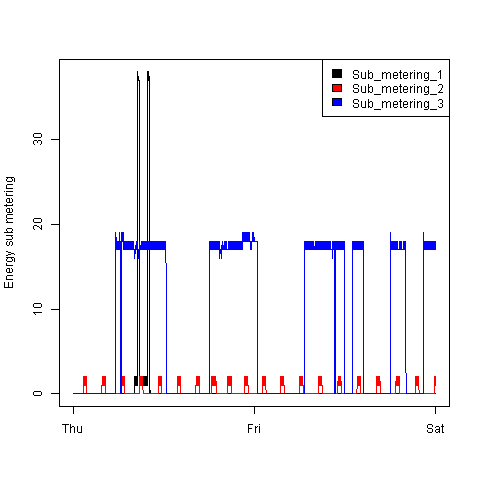 Sub_metering_1
Sub_metering_2
Sub_metering_3
Energy sub metering
30
20
10
0
Thu Fri Sat